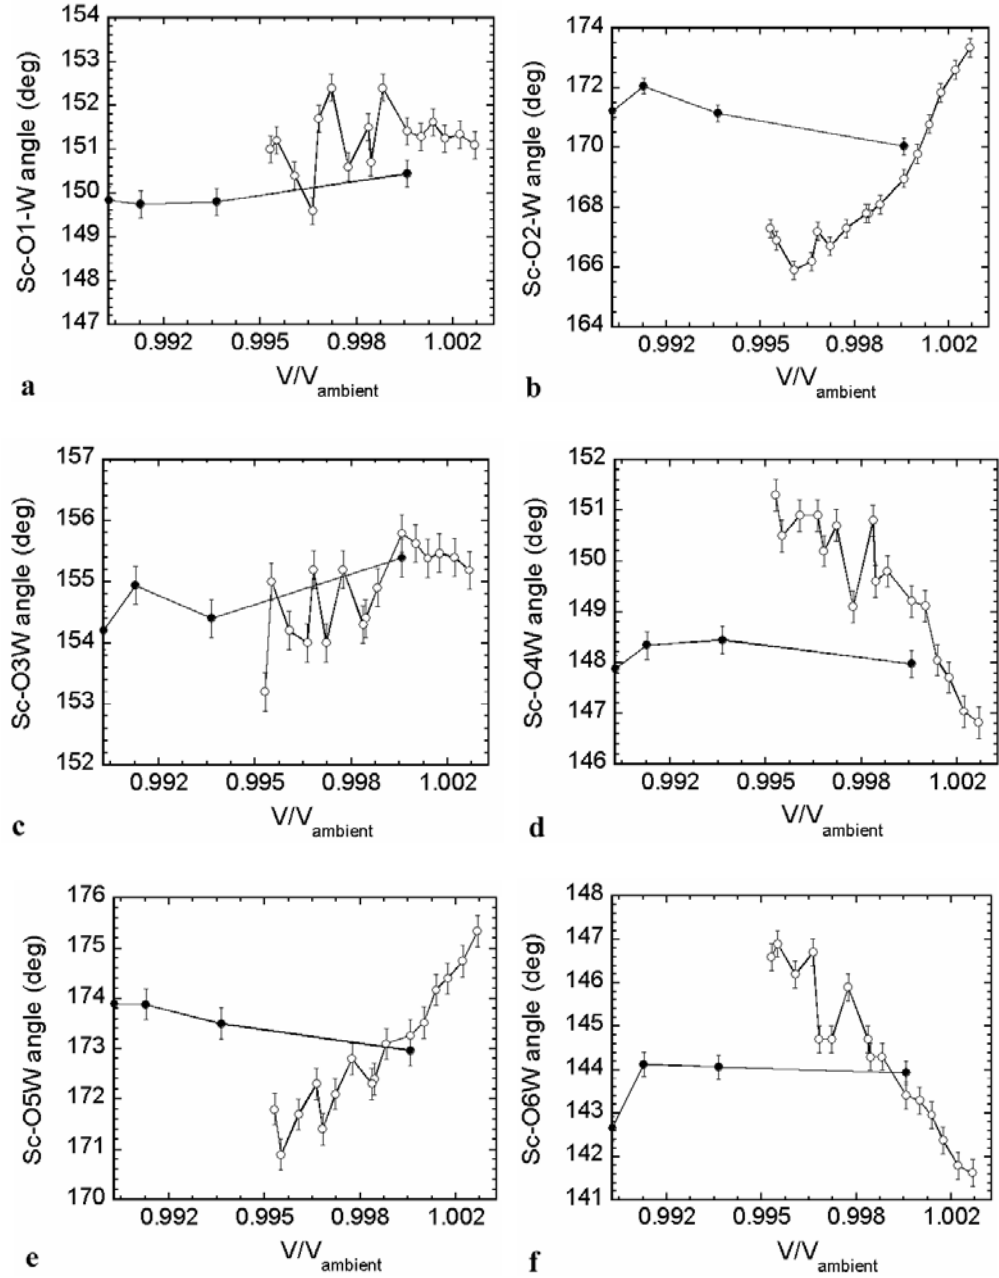 154
153
152
151
150
149
148
147
Sc-O1-W angle (deg)
0.992 0.995 0.998 1.002
V/Vambient
a
174
172
170
168
166
164
Sc-O2-W angle (deg)
0.992 0.995 0.998 1.002
V/Vambient
b
157
156
155
154
153
152
Sc-O3W angle (deg)
0.992 0.995 0.998 1.002
V/Vambient
c
152
151
150
149
148
147
146
Sc-O4W angle (deg)
0.992 0.995 0.998 1.002
V/Vambient
d
176
175
174
173
172
171
170
Sc-O5W angle (deg)
0.992 0.995 0.998 1.002
V/Vambient
e
148
147
146
145
144
143
142
141
Sc-O6W angle (deg)
0.992 0.995 0.998 1.002
V/Vambient
f